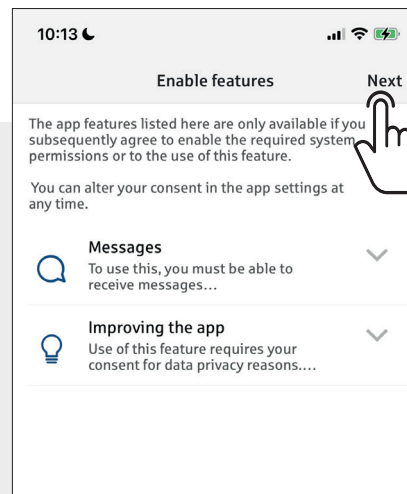 10:13
Enable features Next
The app features listed here are only available if you
subsequently agree to enable the required system
permissions or to the use of this feature.
You can alter your consent in the app settings at
any time.
Messages
To use this, you must be able to
receive messages...
Improving the app
Use of this feature requires your
consent for data privacy reasons....